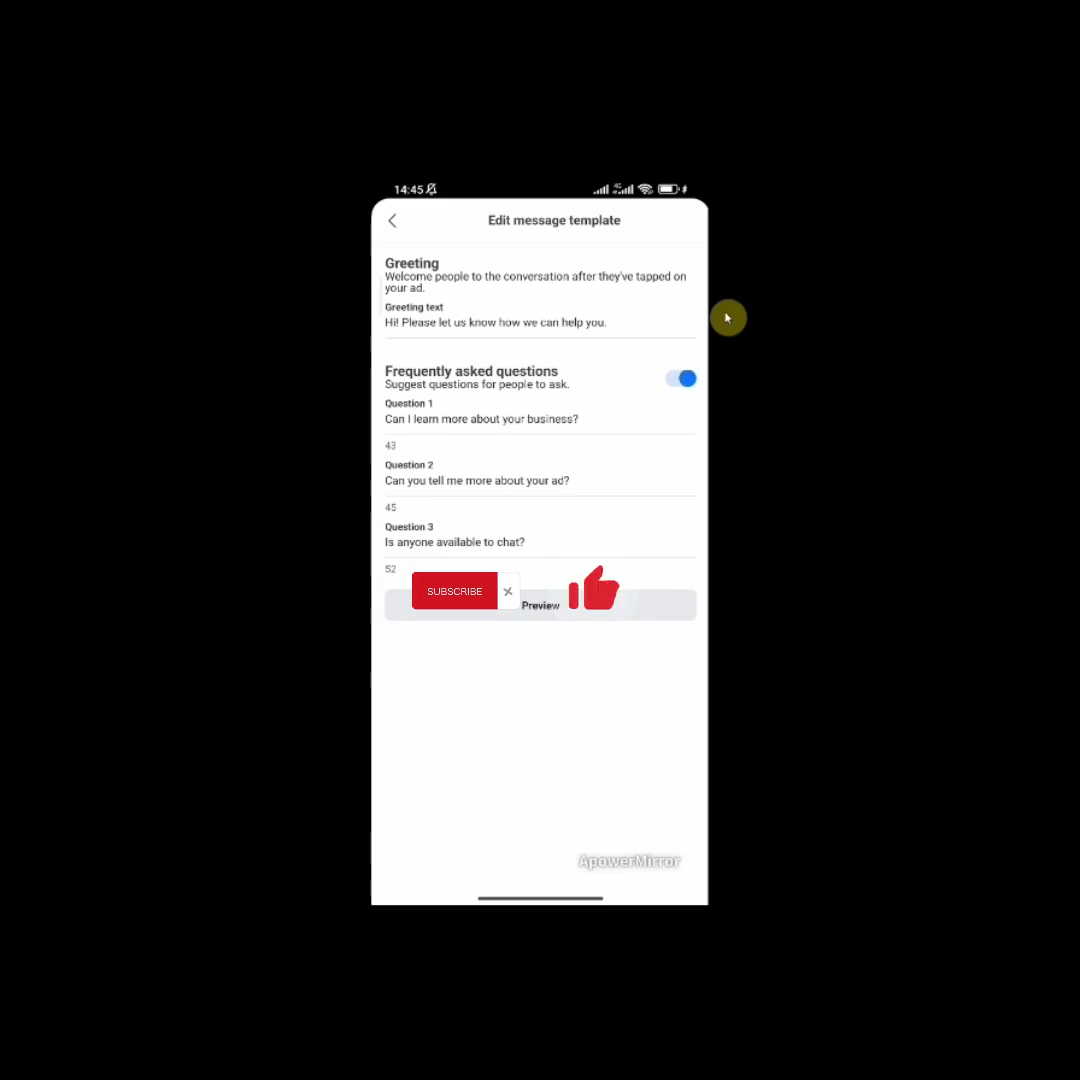 14:45
Edit message template
Greeting
Welcome people to the conversation after they've tapped on
your ad.
Greeting text
Hi! Please let us know how we can help you.
Frequently asked questions
Suggest questions for people to ask.
Question 1
Can I learn more about your business?
43
Question 2
Can you tell me more about your ad?
45
Question 3
Is anyone available to chat?
52
SUBSCRIBE
Preview
ApowerMirror